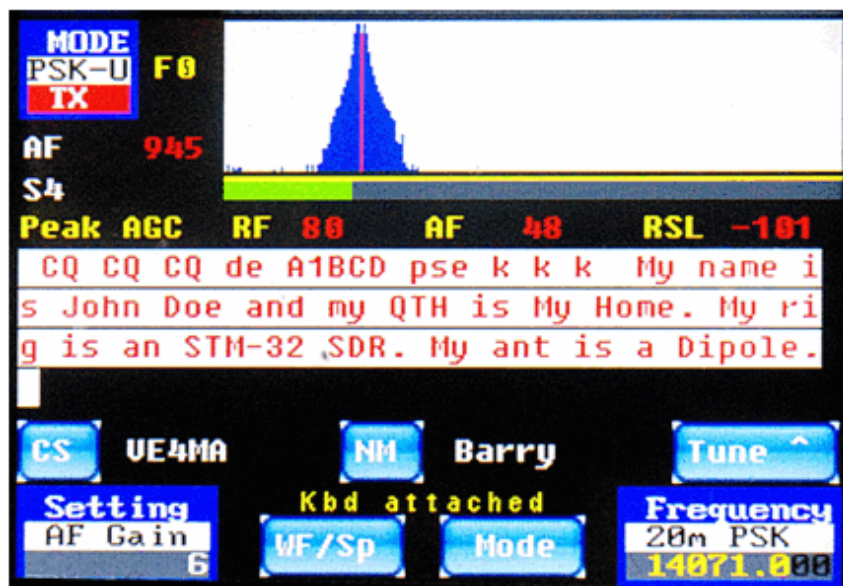 MODE
PSK-U F0
TX
AF 945
S4
Peak AGC RF 80 AF 48 RSL -101
CQ CQ CQ de A1BCD pse k k k My name i
s John Doe and my QTH is My Home. My ri
g is an STM-32 SDR. My ant is a Dipole.
CS VE4MA NM Barry Tune ^
Setting Kbd attached Frequency
AF Gain WF/Sp Mode 20m PSK
6 14071.000